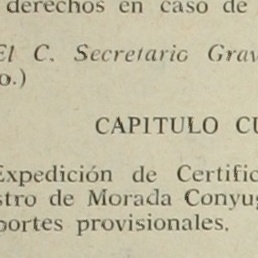 derechos en caso de
El C. Secretario Grav
o.)
CAPITULO CU
Expedición de Certific
stro de Morada Conyug
portes provisionales.